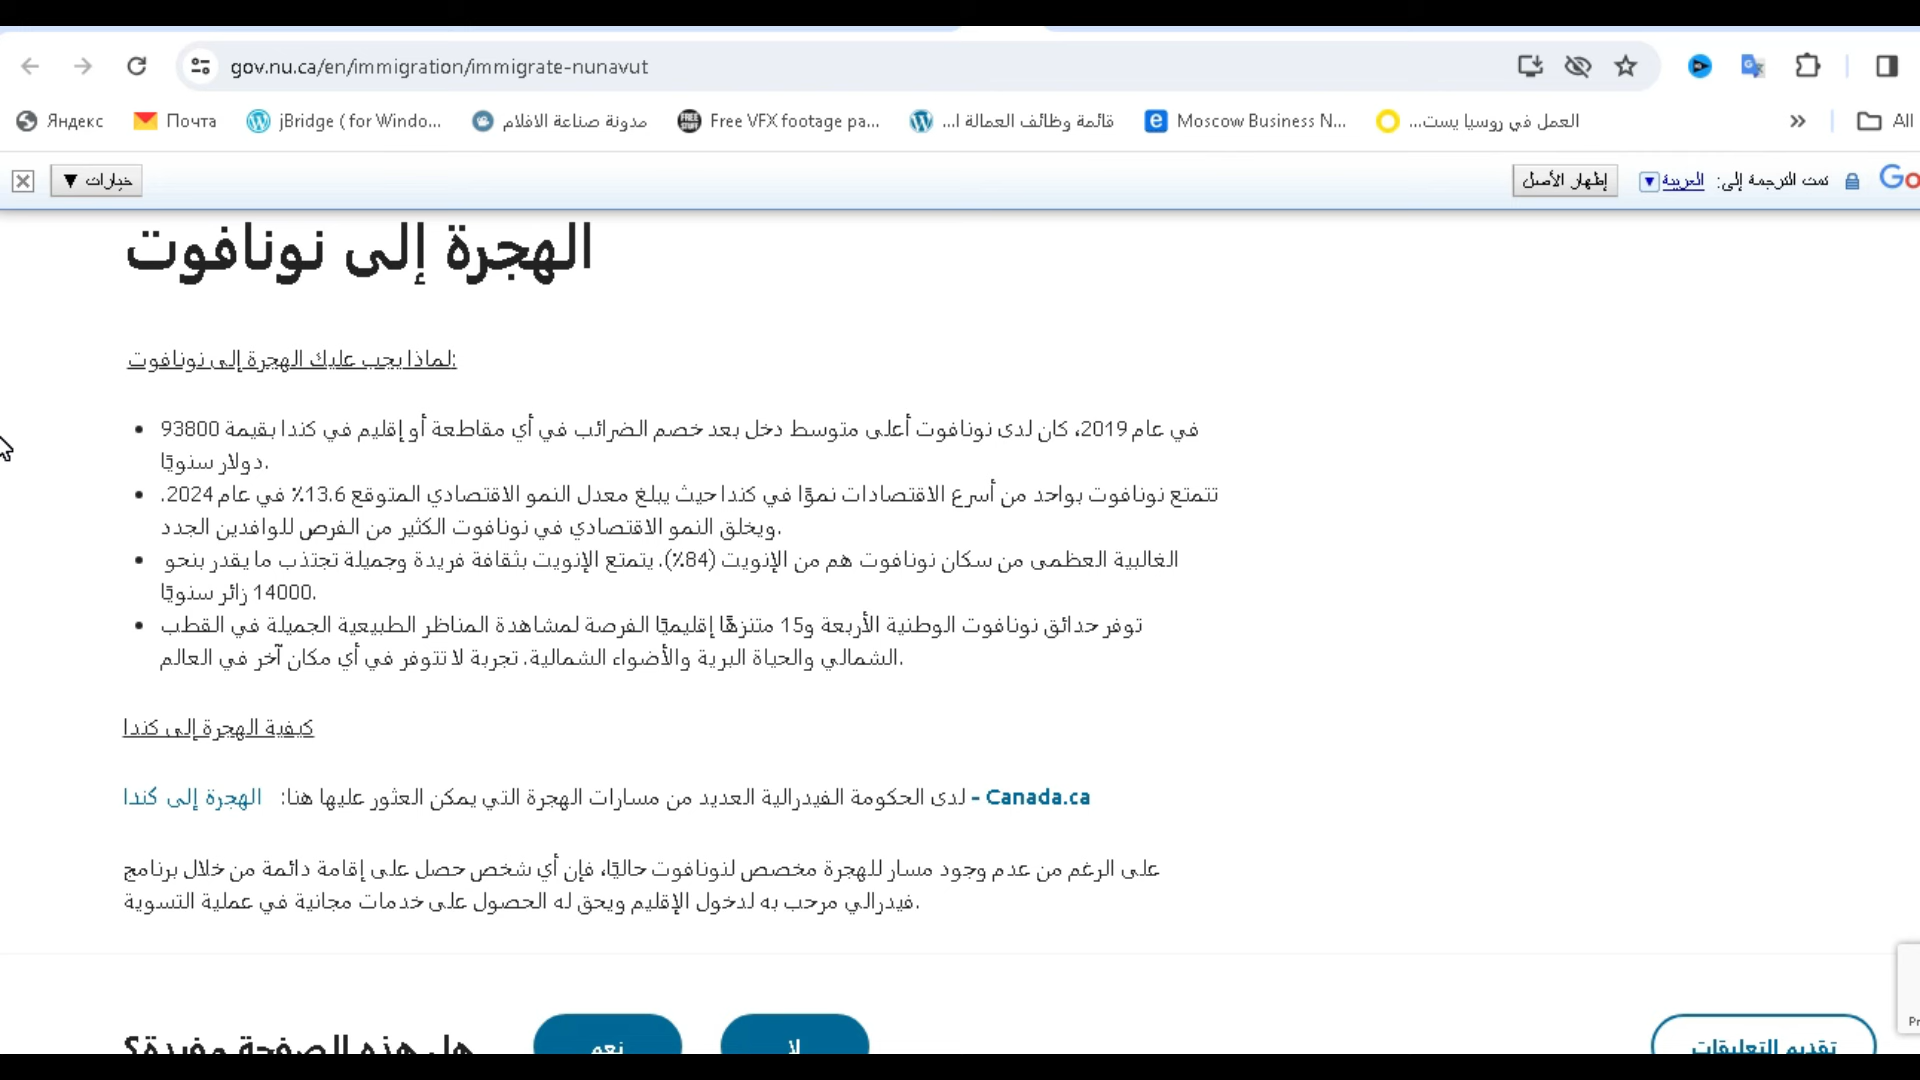 gov.nu.ca/en/immigration/immigrate-nunavut
Яндекс
Почта
jBridge (for Windo...
مدونة صناعة الافلام
Free VFX footage pa...
قائمة وظائف العمالة ا...
Moscow Business N...
العمل في روسيا يست...
All
خيارات ▼
إظهار الأصل
تمت الترجمة إلى: العربية
Go
الهجرة إلى نونافوت
لماذا يجب عليك الهجرة إلى نونافوت:
في عام 2019، كان لدى نونافوت أعلى متوسط دخل بعد خصم الضرائب في أي مقاطعة أو إقليم في كندا بقيمة 93800
دولار سنويًا.
تتمتع نونافوت بواحد من أسرع الاقتصادات نموًا في كندا حيث يبلغ معدل النمو الاقتصادي المتوقع 13.6٪ في عام 2024.
ويخلق النمو الاقتصادي في نونافوت الكثير من الفرص للوافدين الجدد.
الغالبية العظمى من سكان نونافوت هم من الإنويت (84٪). يتمتع الإنويت بثقافة فريدة وجميلة تجتذب ما يقدر بنحو
14000 زائر سنويًا.
توفر حدائق نونافوت الوطنية الأربعة و15 متنزهًا إقليميًا الفرصة لمشاهدة المناظر الطبيعية الجميلة في القطب
الشمالي والحياة البرية والأضواء الشمالية. تجربة لا تتوفر في أي مكان آخر في العالم.
كيفية الهجرة إلى كندا
لدى الحكومة الفيدرالية العديد من مسارات الهجرة التي يمكن العثور عليها هنا: الهجرة إلى كندا – Canada.ca
على الرغم من عدم وجود مسار للهجرة مخصص لنونافوت حاليًا، فإن أي شخص حصل على إقامة دائمة من خلال برنامج
فيدرالي مرحب به لدخول الإقليم ويحق له الحصول على خدمات مجانية في عملية التسوية.
هل هذه الصفحة مفيدة؟
نعم
لا
تقديم التعليقات
Pr